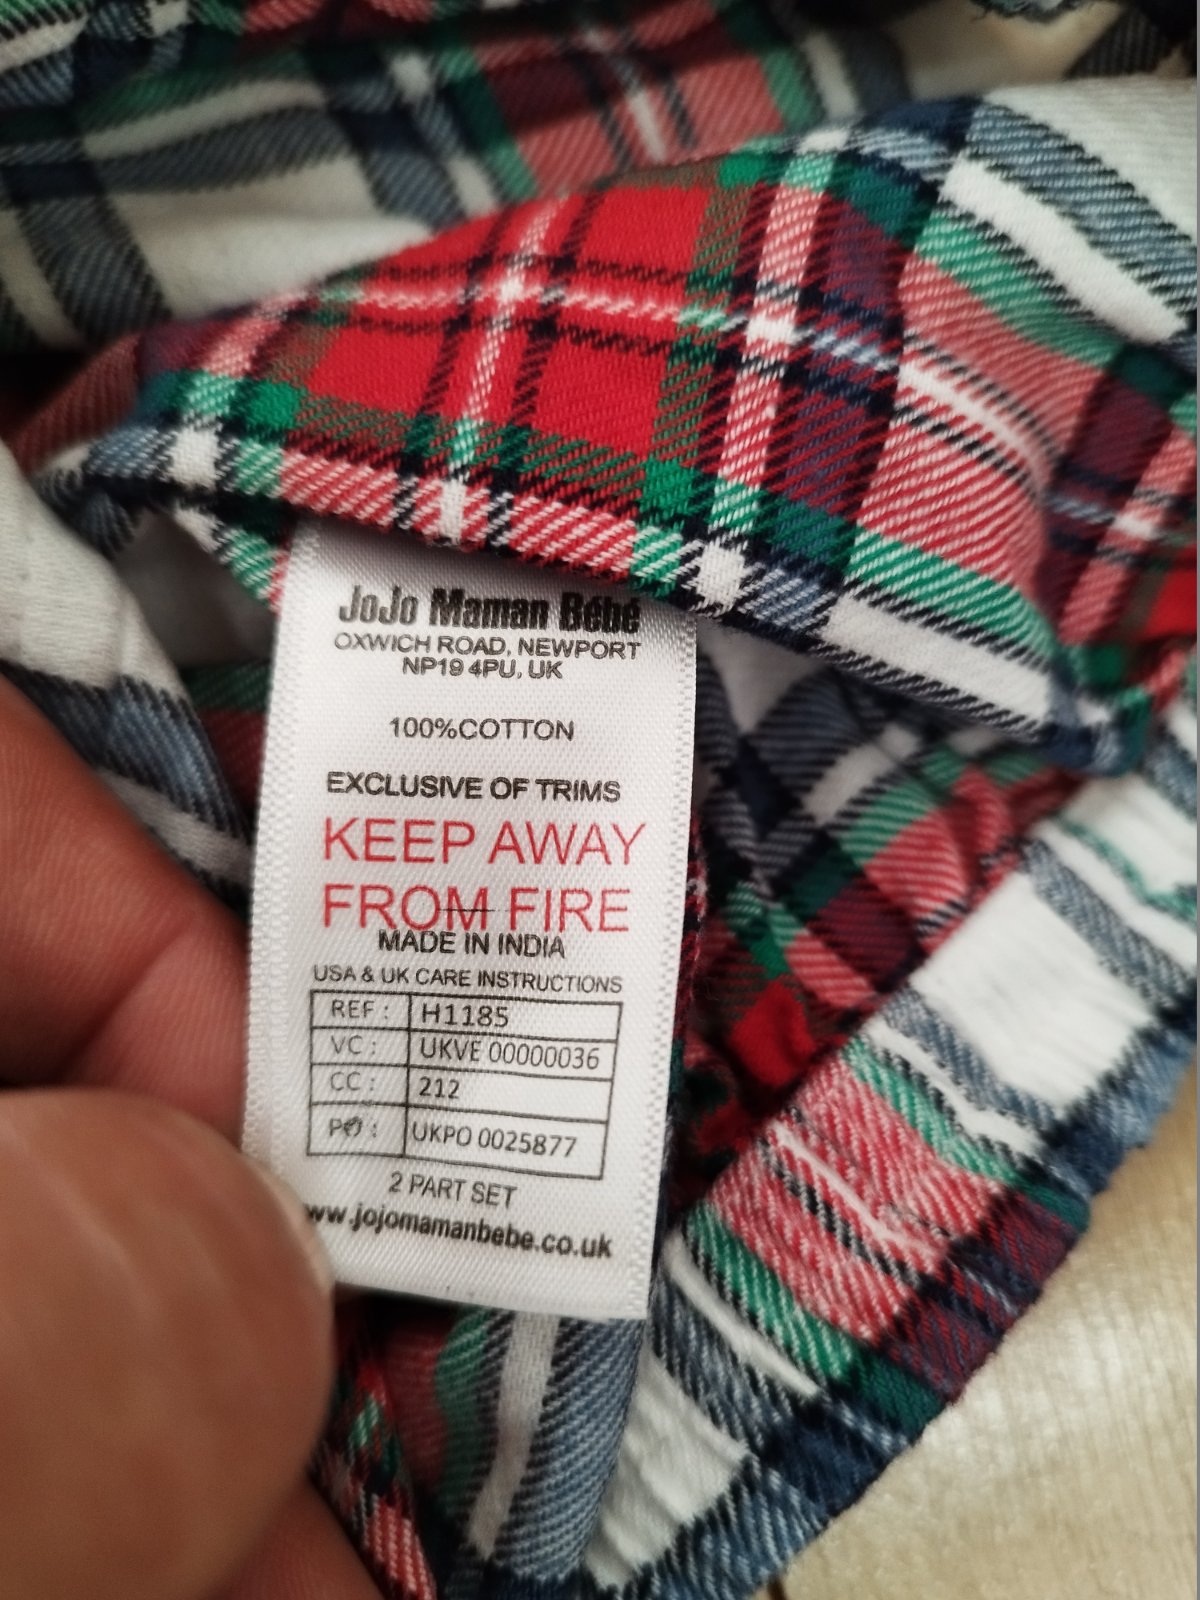 JoJo Maman Bébé
OXWICH ROAD, NEWPORT
NP19 4PU, UK
100%COTTON
EXCLUSIVE OF TRIMS
KEEP AWAY
FROM FIRE
MADE IN INDIA
USA & UK CARE INSTRUCTIONS
REF : H1185
VC : UKVE 00000036
CC : 212
PO : UKPO 0025877
2 PART SET
ww.jojomamanbebe.co.uk